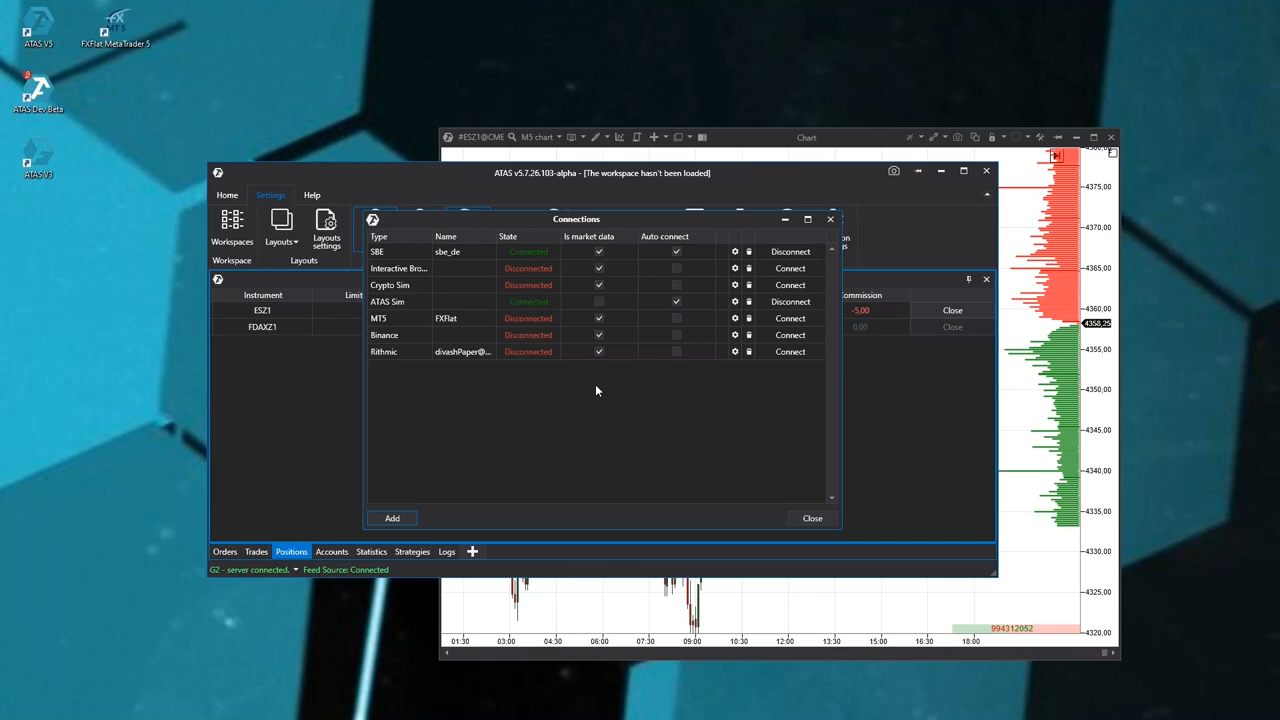 ATAS V5
FXFlat MetaTrader 5
ATAS Dev Beta
ATAS V3
#ESZ1@CME
M5 chart
Chart
ATAS v5.7.26.103-alpha - [The workspace hasn't been loaded]
Home Settings Help
Workspaces
Layouts
Layouts settings
Workspace
Layouts
Connections
Type Name State Is market data Auto connect
SBE sbe_de Connected Disconnect
Interactive Bro... Disconnected Connect
Crypto Sim Disconnected Connect
ATAS Sim Connected Disconnect
MT5 FXFlat Disconnected Connect
Binance Disconnected Connect
Rithmic divashPaper@... Disconnected Connect
Add
Close
Instrument
ESZ1 -5,00 Close
FDAXZ1 0,00 Close
Orders Trades Positions Accounts Statistics Strategies Logs
G2 - server connected. Feed Source: Connected
4375,00
4370,00
4365,00
4360,00
4358,25
4355,00
4350,00
4345,00
4340,00
4335,00
4330,00
4325,00
4320,00
994312052
01:30 03:00 04:30 06:00 07:30 09:00 10:30 12:00 13:30 15:00 16:30 18:00